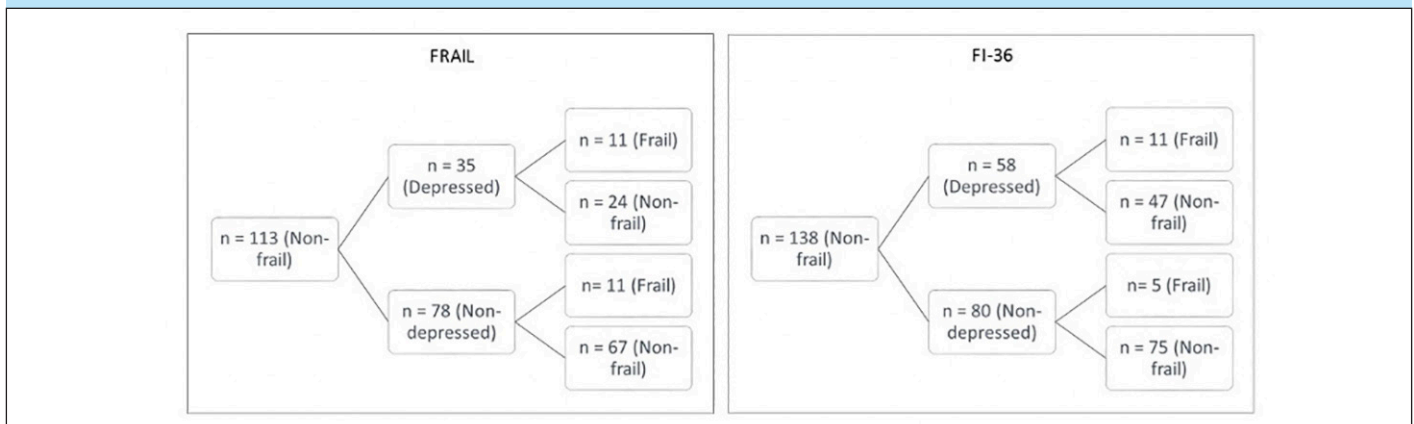 FRAIL
n = 113 (Non-
frail)
n = 35
(Depressed)
n = 11 (Frail)
n = 24 (Non-
frail)
n = 78 (Non-
depressed)
n= 11 (Frail)
n = 67 (Non-
frail)
FI-36
n = 138 (Non-
frail)
n = 58
(Depressed)
n = 11 (Frail)
n = 47 (Non-
frail)
n = 80 (Non-
depressed)
n= 5 (Frail)
n = 75 (Non-
frail)